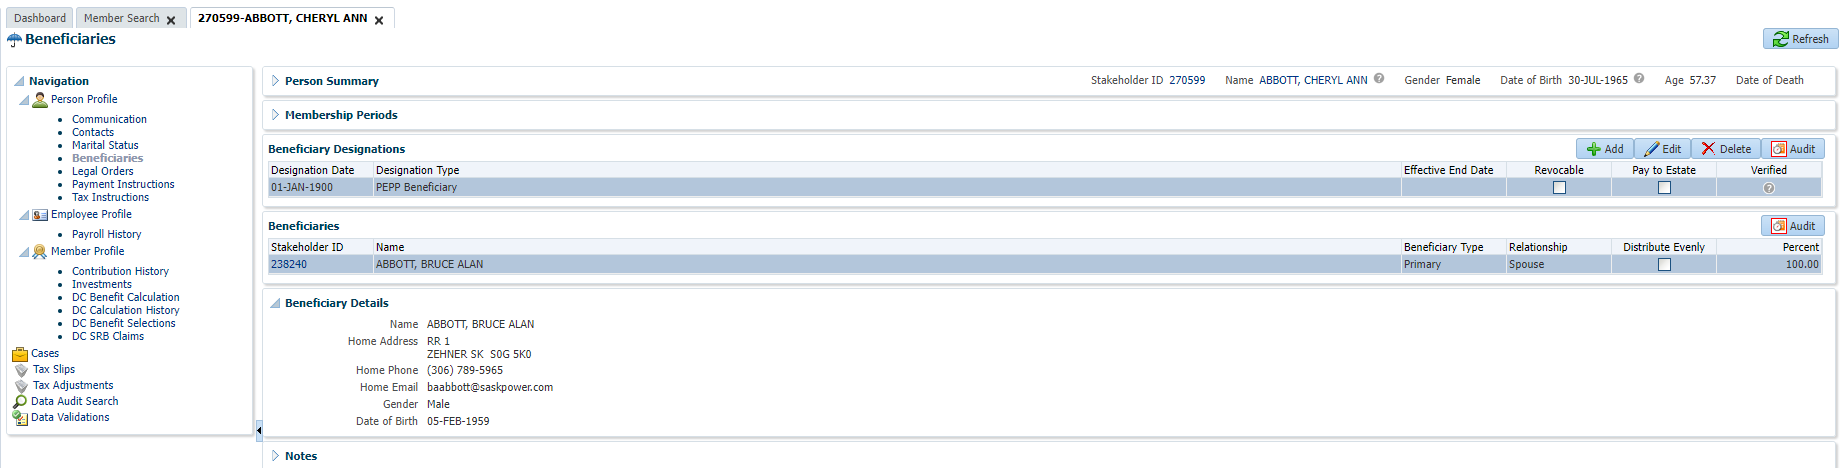 Dashboard Member Search 270599-ABBOTT, CHERYL ANN
Beneficiaries
Refresh
Navigation
Person Profile
Communication
Contacts
Marital Status
Beneficiaries
Legal Orders
Payment Instructions
Tax Instructions
Employee Profile
Payroll History
Member Profile
Contribution History
Investments
DC Benefit Calculation
DC Calculation History
DC Benefit Selections
DC SRB Claims
Cases
Tax Slips
Tax Adjustments
Data Audit Search
Data Validations
Person Summary Stakeholder ID 270599 Name ABBOTT, CHERYL ANN Gender Female Date of Birth 30-JUL-1965 Age 57.37 Date of Death
Membership Periods
Beneficiary Designations Add Edit Delete Audit
Designation Date Designation Type Effective End Date Revocable Pay to Estate Verified
01-JAN-1900 PEPP Beneficiary
Beneficiaries Audit
Stakeholder ID Name Beneficiary Type Relationship Distribute Evenly Percent
238240 ABBOTT, BRUCE ALAN Primary Spouse 100.00
Beneficiary Details
Name ABBOTT, BRUCE ALAN
Home Address RR 1
ZEHNER SK S0G 5K0
Home Phone (306) 789-5965
Home Email baabbott@saskpower.com
Gender Male
Date of Birth 05-FEB-1959
Notes